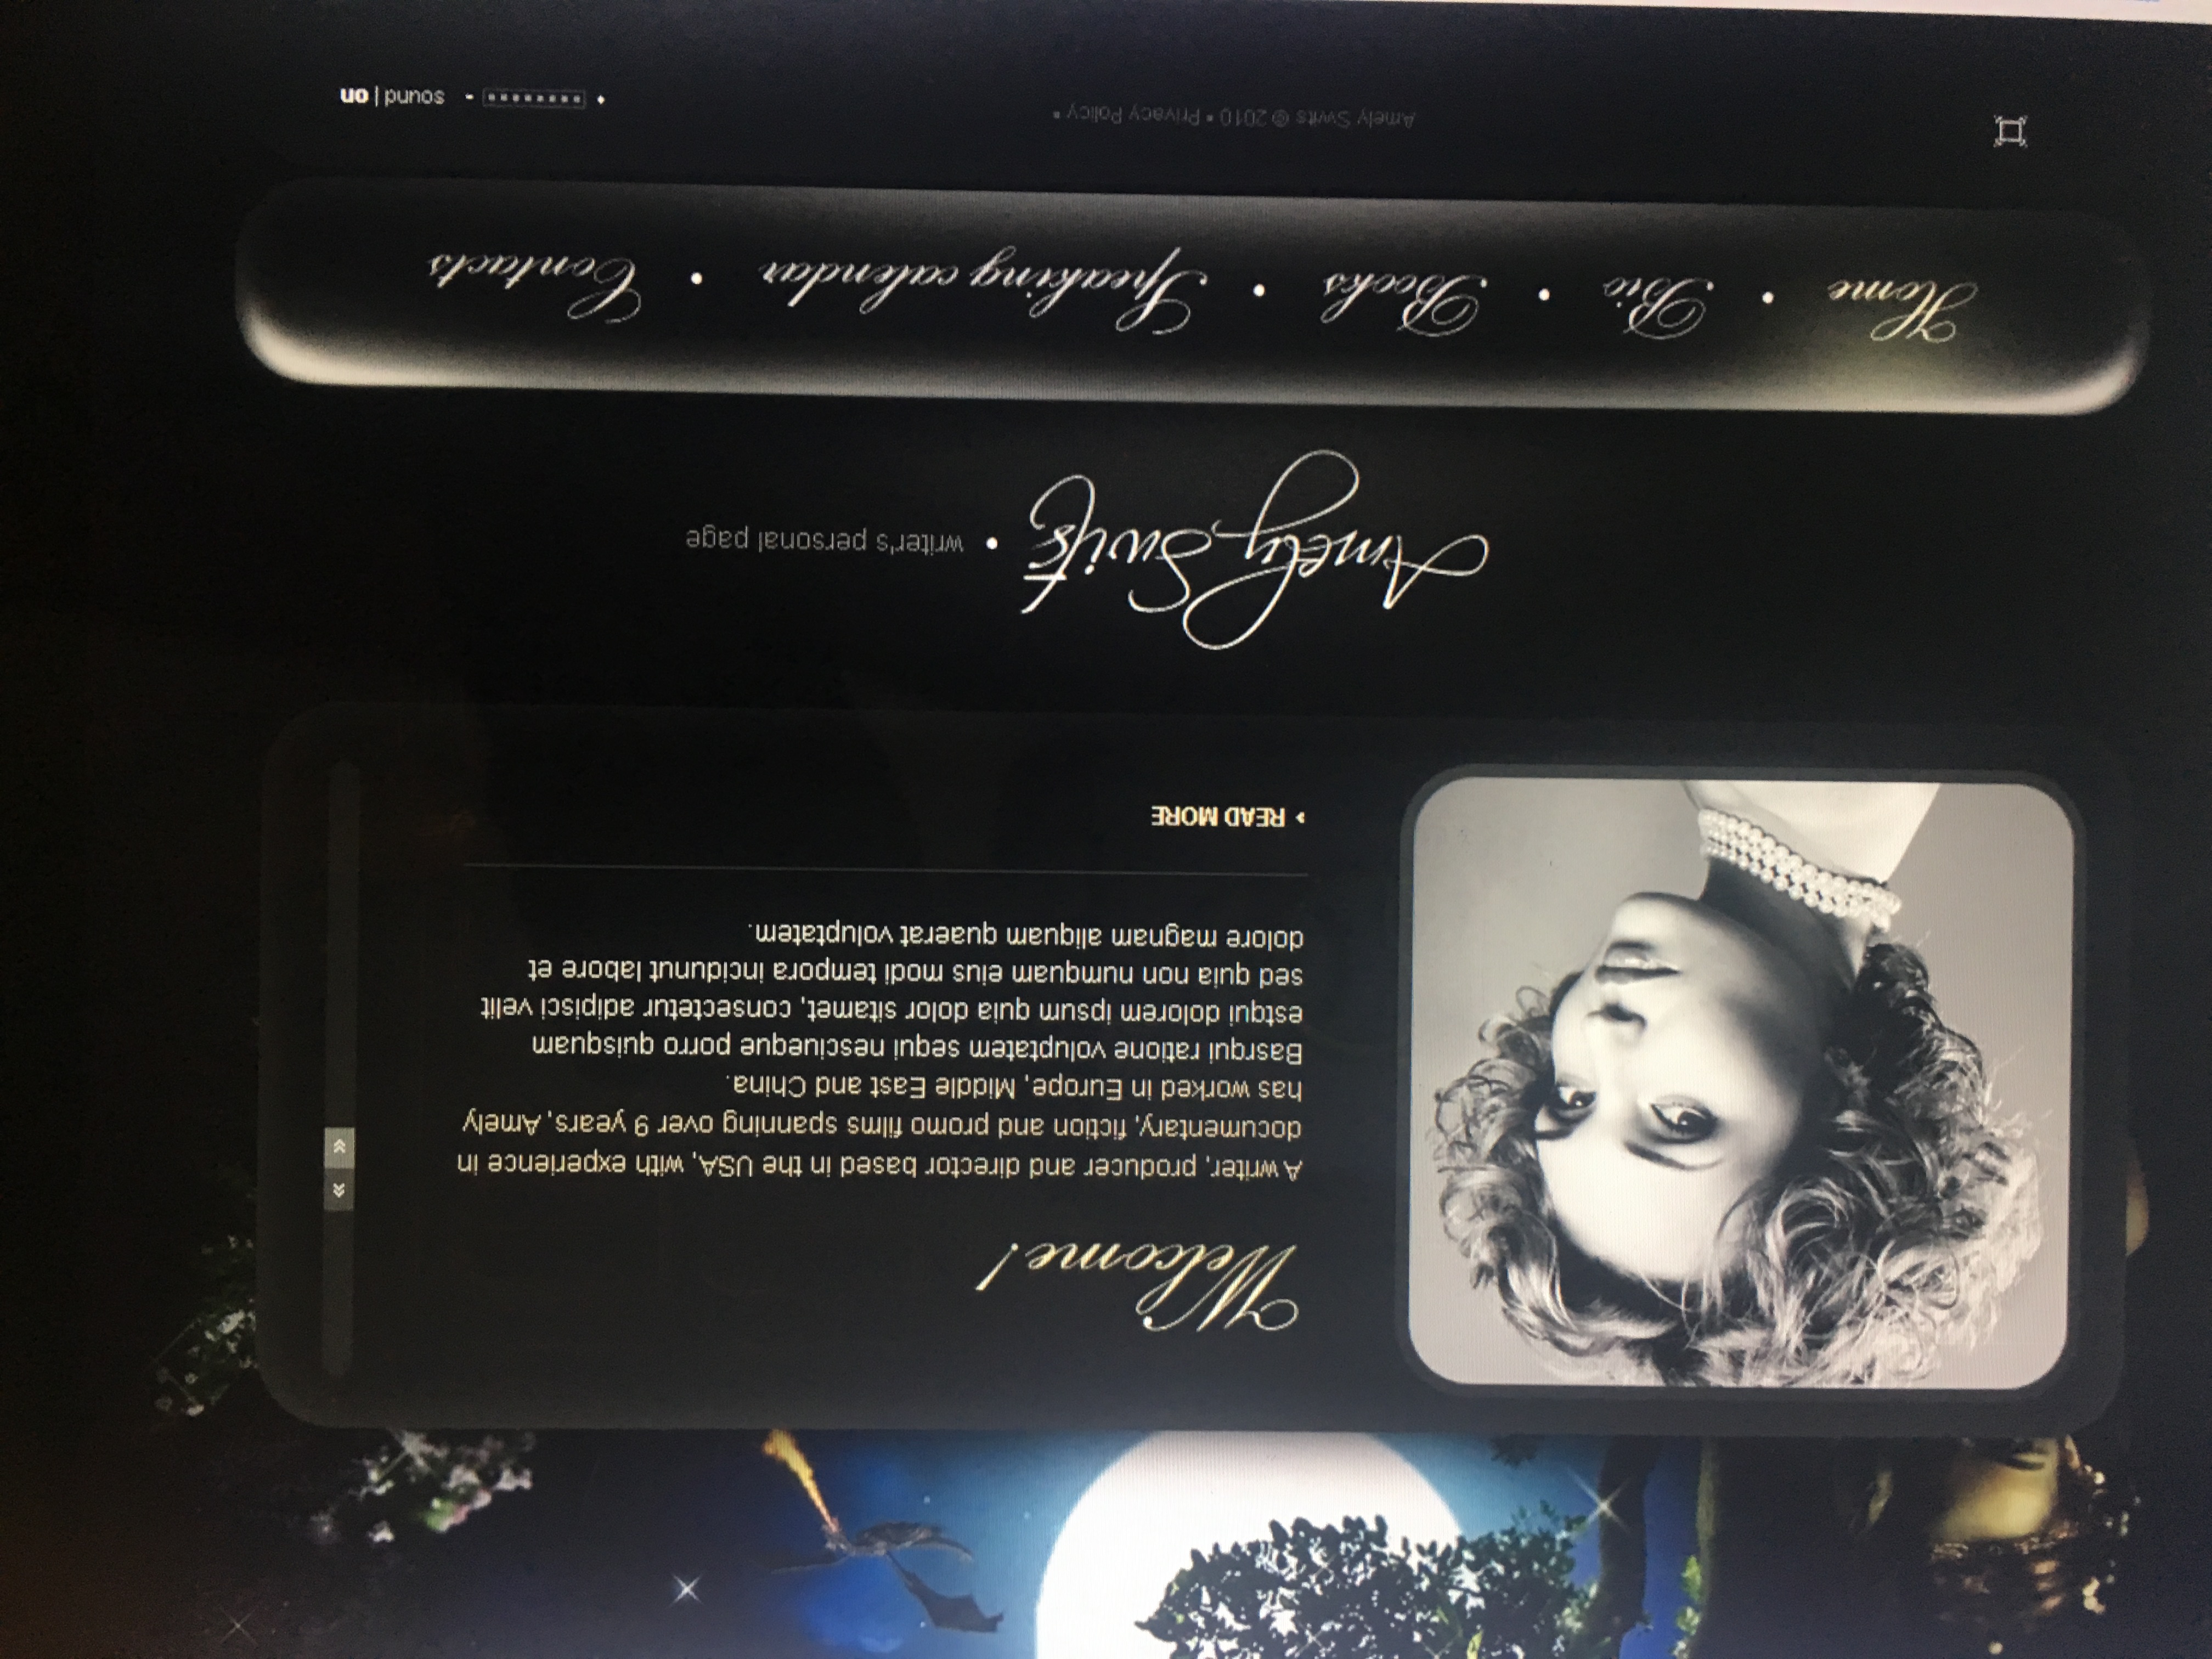 Welcome!
A writer, producer and director based in the USA, with experience in
documentary, fiction and promo films spanning over 9 years, Amely
has worked in Europe, Middle East and China.
Basrqui ratione voluptatem sequi nesciueque porro quisquam
estqui dolorem ipsum quia dolor sitamet, consectetur adipisci velit
sed quia non numquam eius modi tempora incidunut labore et
dolore magnam aliquam quaerat voluptatem.
READ MORE
Amely Swits • writer's personal page
Home • Bio • Books • Speaking calendar • Contacts
Amely Swits © 2010 • Privacy Policy •
sound | on